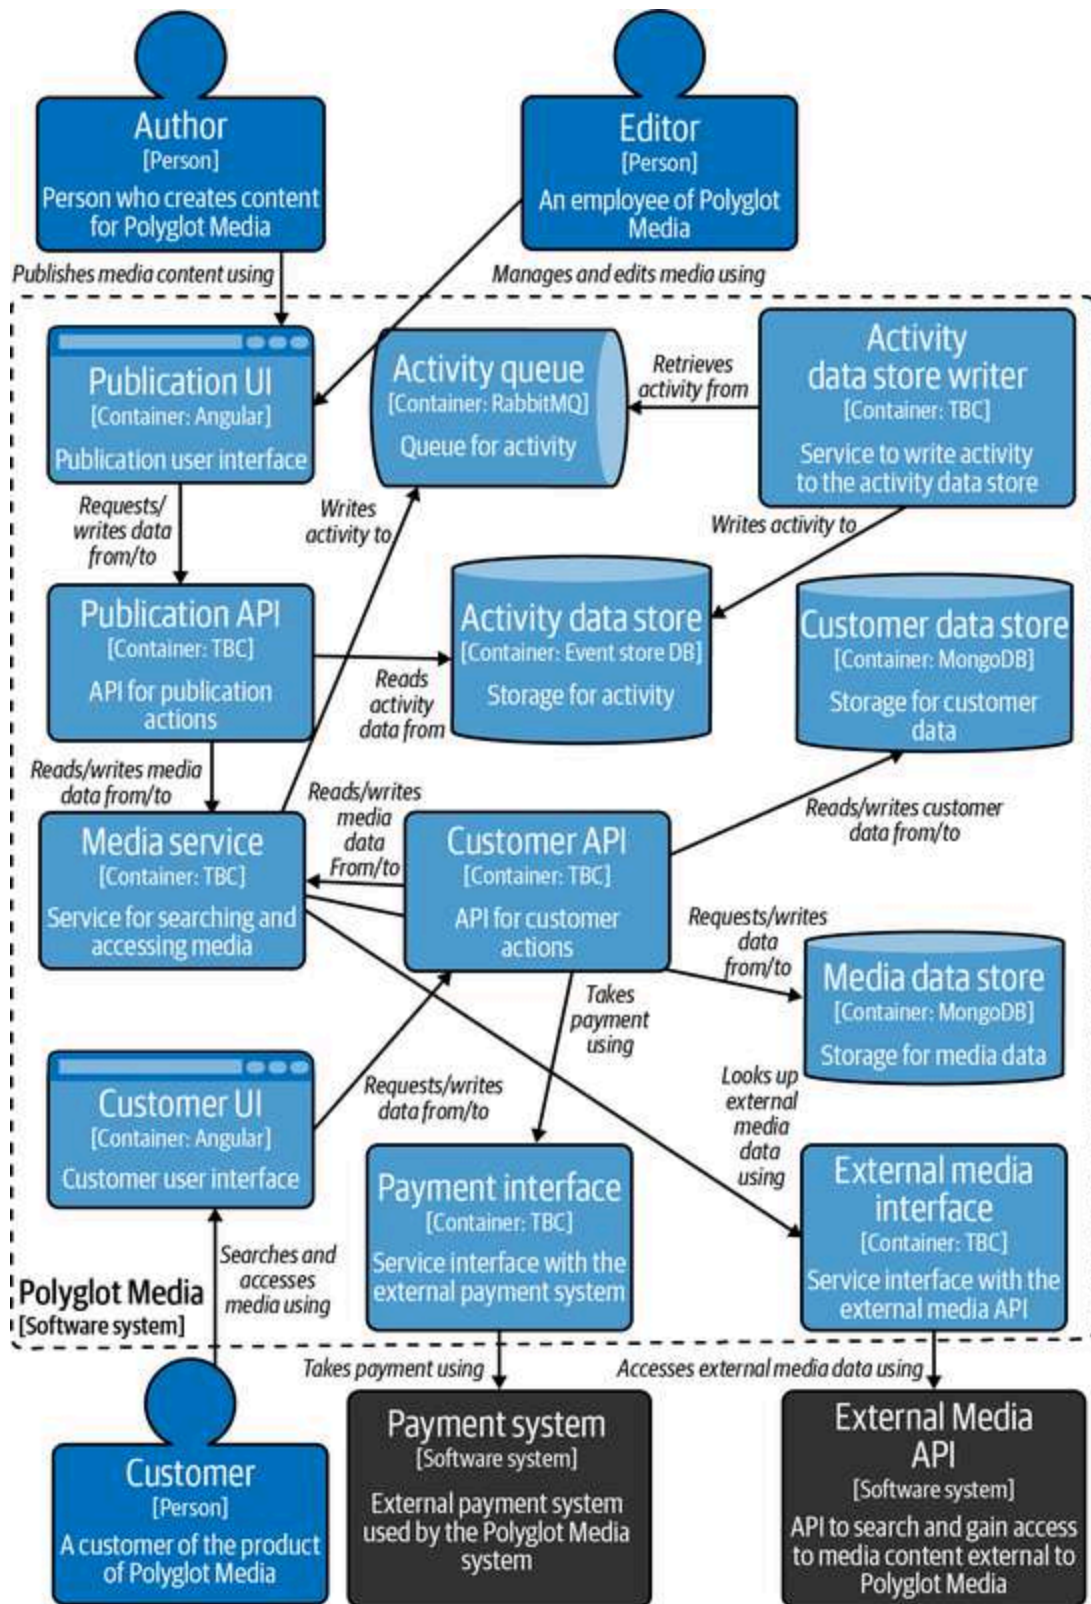 Author
[Person]
Person who creates content
for Polyglot Media
Editor
[Person]
An employee of Polyglot
Media
Publishes media content using
Manages and edits media using
Publication UI
[Container: Angular]
Publication user interface
Activity queue
[Container: RabbitMQ]
Queue for activity
Retrieves
activity from
Activity
data store writer
[Container: TBC]
Service to write activity
to the activity data store
Requests/
writes data
from/to
Writes
activity to
Writes activity to
Publication API
[Container: TBC]
API for publication
actions
Activity data store
[Container: Event store DB]
Storage for activity
Customer data store
[Container: MongoDB]
Storage for customer
data
Reads
activity
data from
Reads/writes media
data from/to
Reads/writes
media
data
From/to
Reads/writes customer
data from/to
Media service
[Container: TBC]
Service for searching and
accessing media
Customer API
[Container: TBC]
API for customer
actions
Requests/writes
data
from/to
Media data store
[Container: MongoDB]
Storage for media data
Takes
payment
using
Customer UI
[Container: Angular]
Customer user interface
Requests/writes
data from/to
Looks up
external
media
data
using
Payment interface
[Container: TBC]
Service interface with the
external payment system
External media
interface
[Container: TBC]
Service interface with the
external media API
Searches and
accesses
media using
Polyglot Media
[Software system]
Takes payment using
Accesses external media data using
Customer
[Person]
A customer of the product
of Polyglot Media
Payment system
[Software system]
External payment system
used by the Polyglot Media
system
External Media
API
[Software system]
API to search and gain access
to media content external to
Polyglot Media